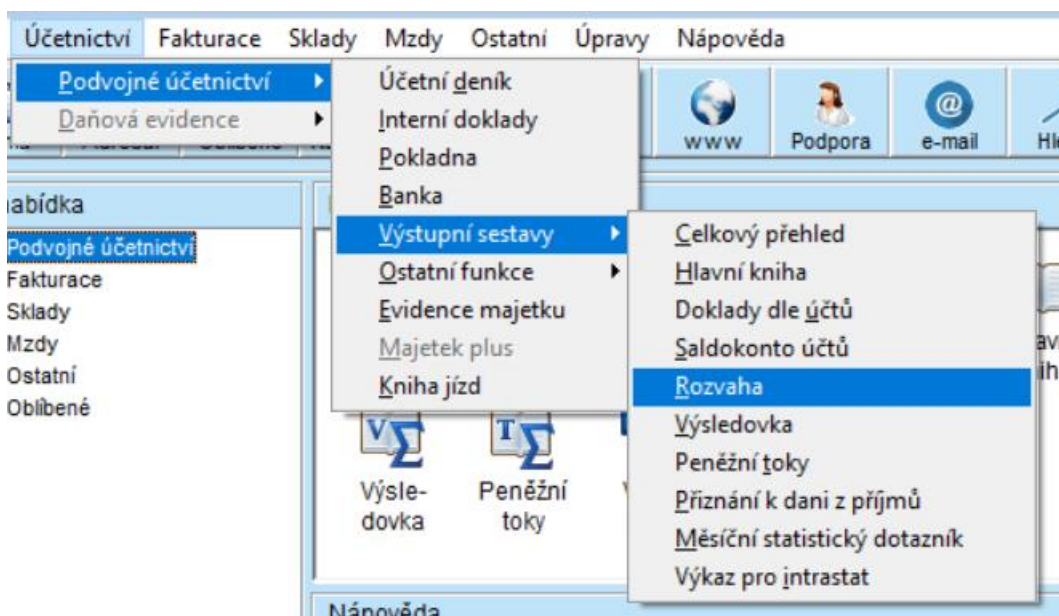 Účetnictví Fakturace Sklady Mzdy Ostatní Úpravy Nápověda
Podvojné účetnictví
Daňová evidence
Účetní deník
Interní doklady
Pokladna
Banka
Výstupní sestavy
Ostatní funkce
Evidence majetku
Majetek plus
Kniha jízd
Celkový přehled
Hlavní kniha
Doklady dle účtů
Saldokonto účtů
Rozvaha
Výsledovka
Peněžní toky
Přiznání k dani z příjmů
Měsíční statistický dotazník
Výkaz pro intrastat
www Podpora e-mail
Podvojné účetnictví
Fakturace
Sklady
Mzdy
Ostatní
Oblíbené
Výsle-
dovka
Peněžní
toky
Nápověda